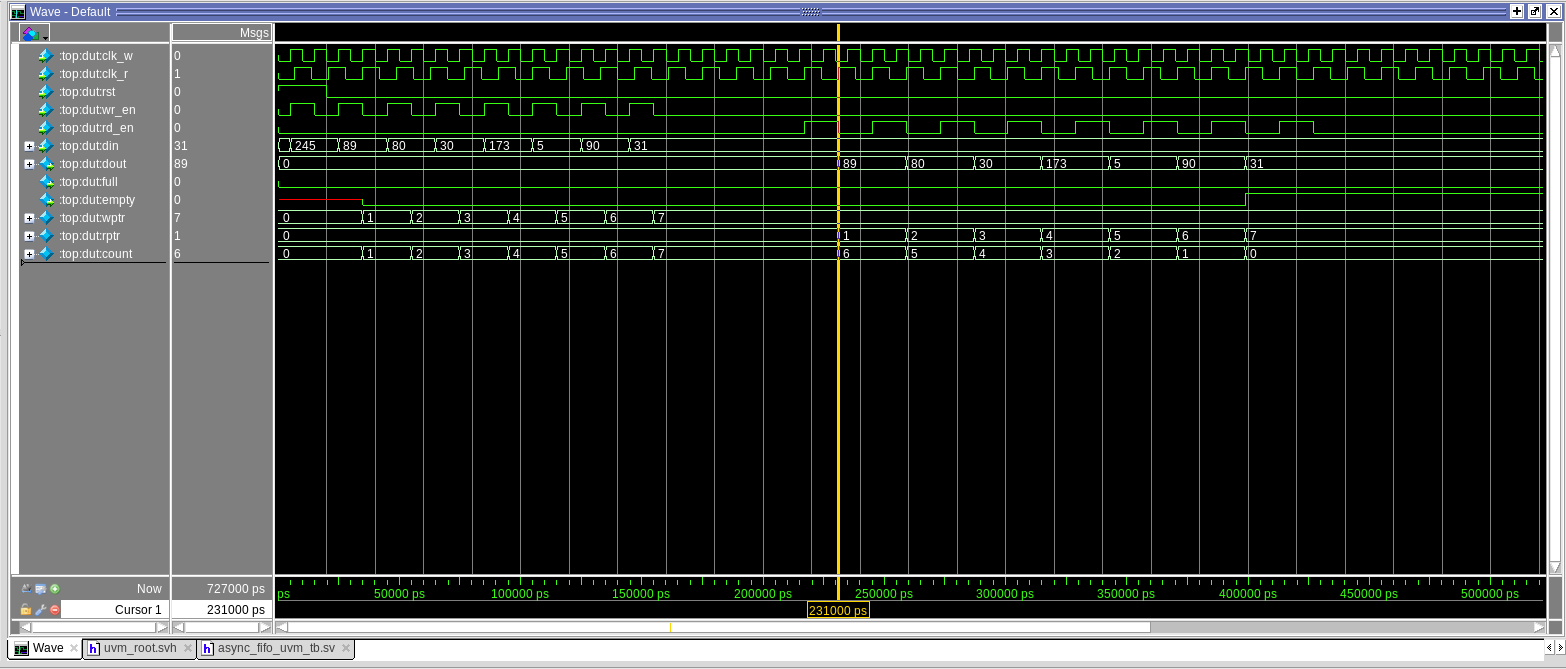 Wave - Default
Msgs
:top:dut:clk_w 0
:top:dut:clk_r 1
:top:dut:rst 0
:top:dut:wr_en 0
:top:dut:rd_en 0
:top:dut:din 31 245 89 80 30 173 5 90 31
:top:dut:dout 89 0 89 80 30 173 5 90 31
:top:dut:full 0
:top:dut:empty 0
:top:dut:wptr 7 0 1 2 3 4 5 6 7
:top:dut:rptr 1 0 1 2 3 4 5 6 7
:top:dut:count 6 0 1 2 3 4 5 6 7 6 5 4 3 2 1 0
Now 727000 ps ps 50000 ps 100000 ps 150000 ps 200000 ps 250000 ps 300000 ps 350000 ps 400000 ps 450000 ps 500000 ps
Cursor 1 231000 ps 231000 ps
Wave uvm_root.svh async_fifo_uvm_tb.sv